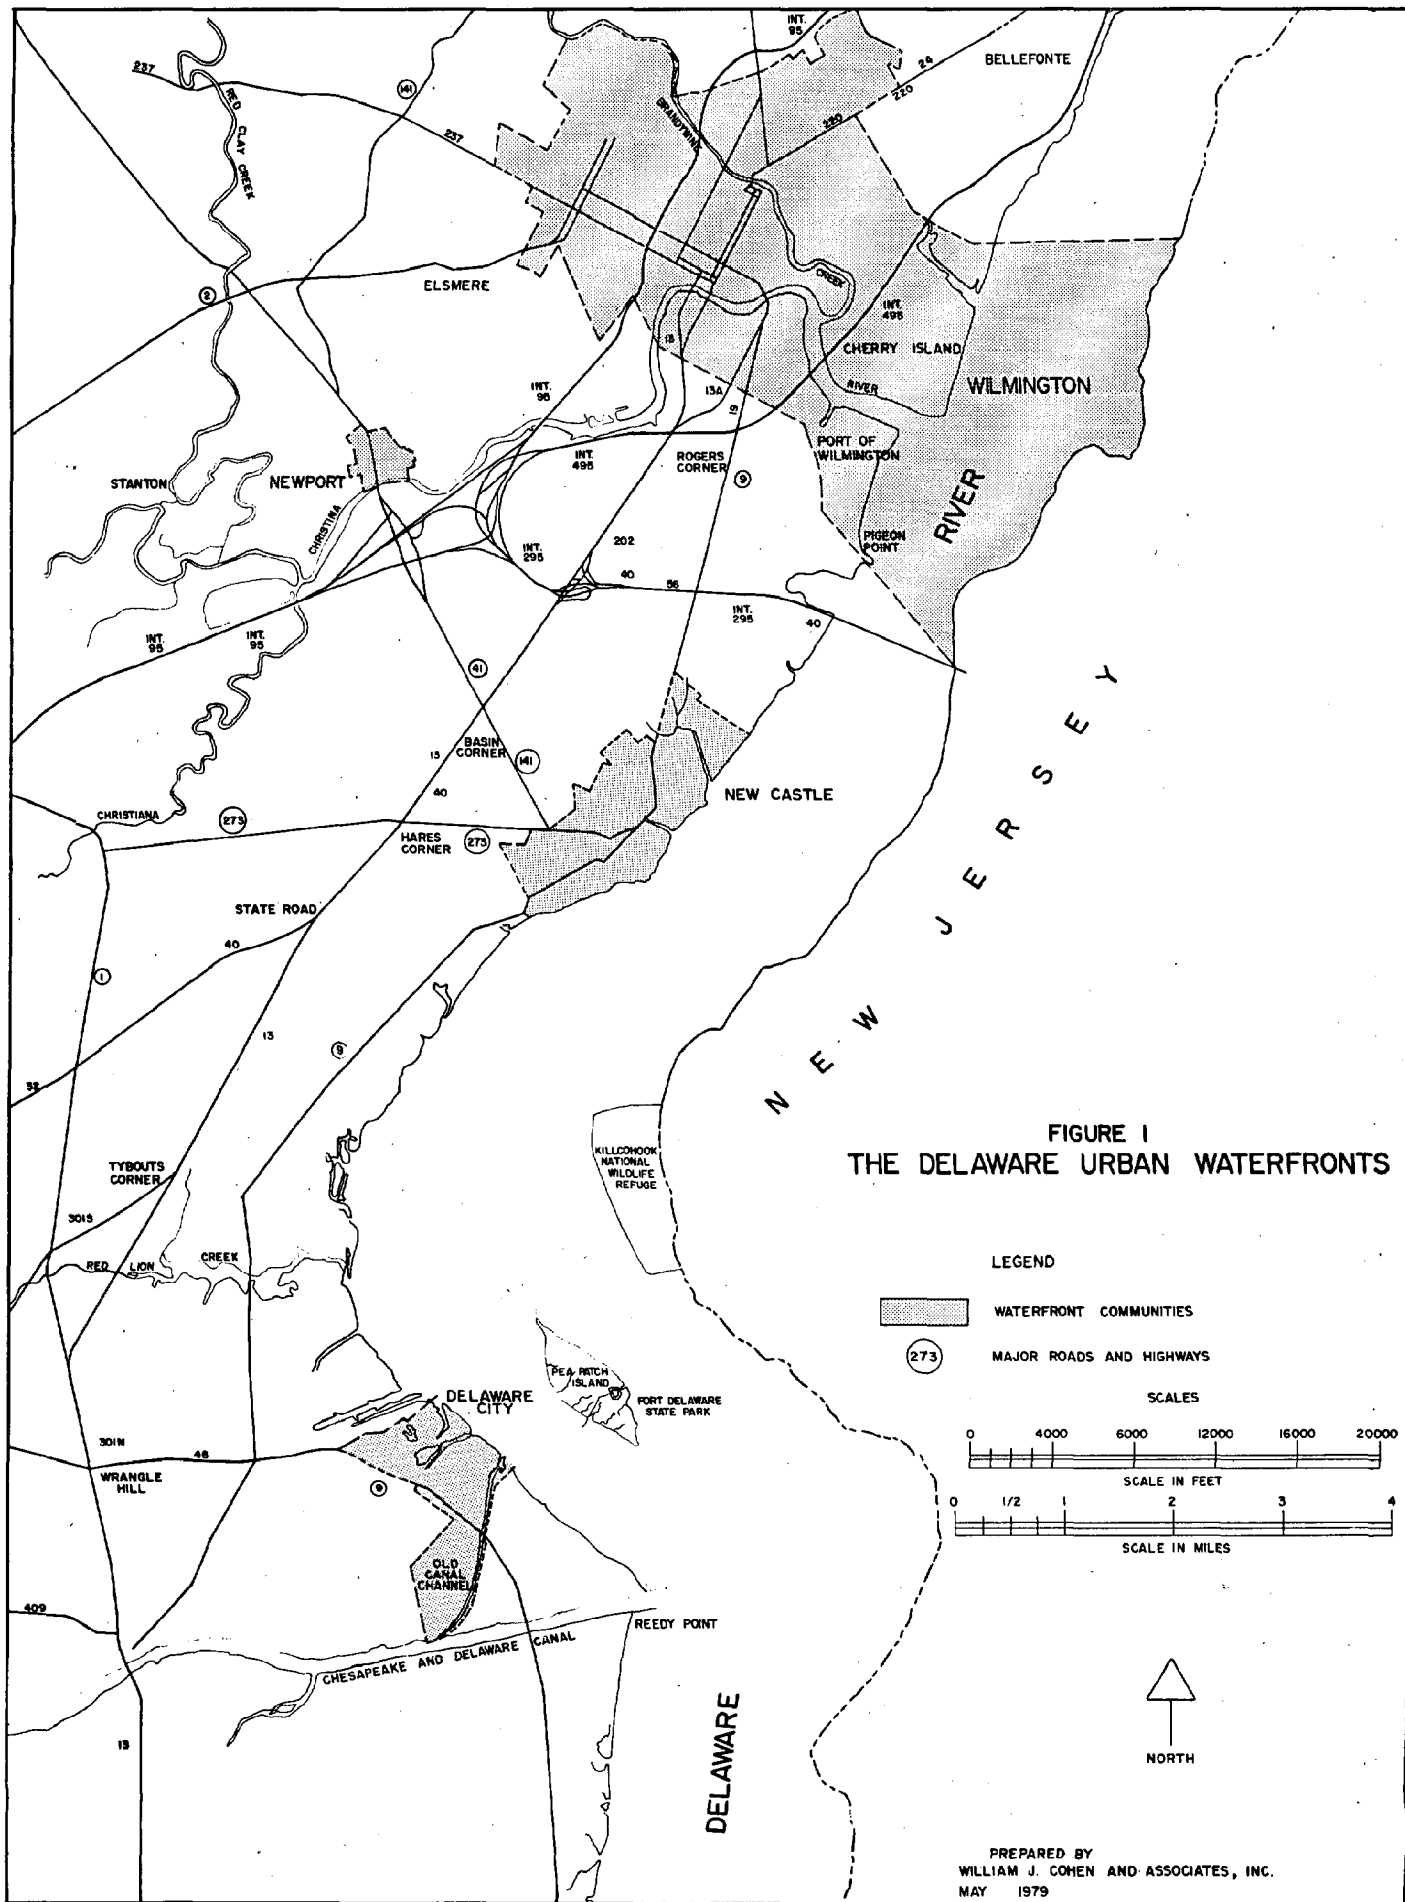 INT.
95
BELLEFONTE
24
220
220
237
141
RED CLAY CREEK
237
BRANDYWINE
CREEK
2
ELSMERE
INT.
495
CHERRY ISLAND
WILMINGTON
RIVER
13
13A
19
INT.
95
PORT OF
WILMINGTON
INT.
495
ROGERS
CORNER
9
STANTON
NEWPORT
CHRISTINA
RIVER
PIGEON
POINT
202
INT.
295
40
56
INT.
295
40
INT.
95
INT.
95
41
BASIN
CORNER
13
141
40
NEW CASTLE
CHRISTIANA
273
HARES
CORNER
273
NEW JERSEY
STATE ROAD
40
1
13
9
52
KILLCOHOOK
NATIONAL
WILDLIFE
REFUGE
FIGURE 1
THE DELAWARE URBAN WATERFRONTS
TYBOUTS
CORNER
301S
RED LION CREEK
LEGEND
WATERFRONT COMMUNITIES
273
MAJOR ROADS AND HIGHWAYS
PEA PATCH
ISLAND
FORT DELAWARE
STATE PARK
DELAWARE
CITY
SCALES
0 4000 6000 12000 16000 20000
SCALE IN FEET
0 1/2 1 2 3 4
SCALE IN MILES
301N
46
WRANGLE
HILL
9
OLD
CANAL
CHANNEL
409
REEDY POINT
CHESAPEAKE AND DELAWARE CANAL
13
DELAWARE
NORTH
PREPARED BY
WILLIAM J. COHEN AND ASSOCIATES, INC.
MAY 1979